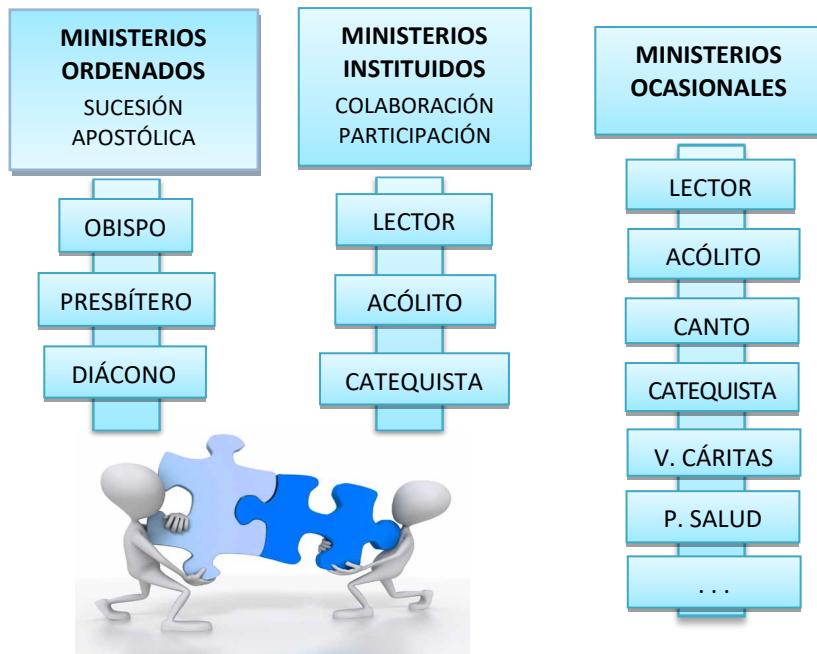 MINISTERIOS
ORDENADOS
SUCESIÓN
APOSTÓLICA
OBISPO
PRESBÍTERO
DIÁCONO
MINISTERIOS
INSTITUIDOS
COLABORACIÓN
PARTICIPACIÓN
LECTOR
ACÓLITO
CATEQUISTA
MINISTERIOS
OCASIONALES
LECTOR
ACÓLITO
CANTO
CATEQUISTA
V. CÁRITAS
P. SALUD
. . .